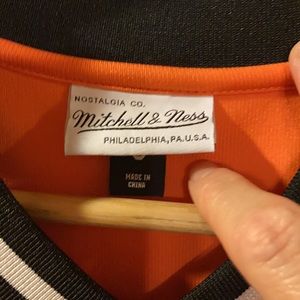 NOSTALGIA CO.
Mitchell & Ness
PHILADELPHIA, PA. U.S.A.
MADE IN
CHINA